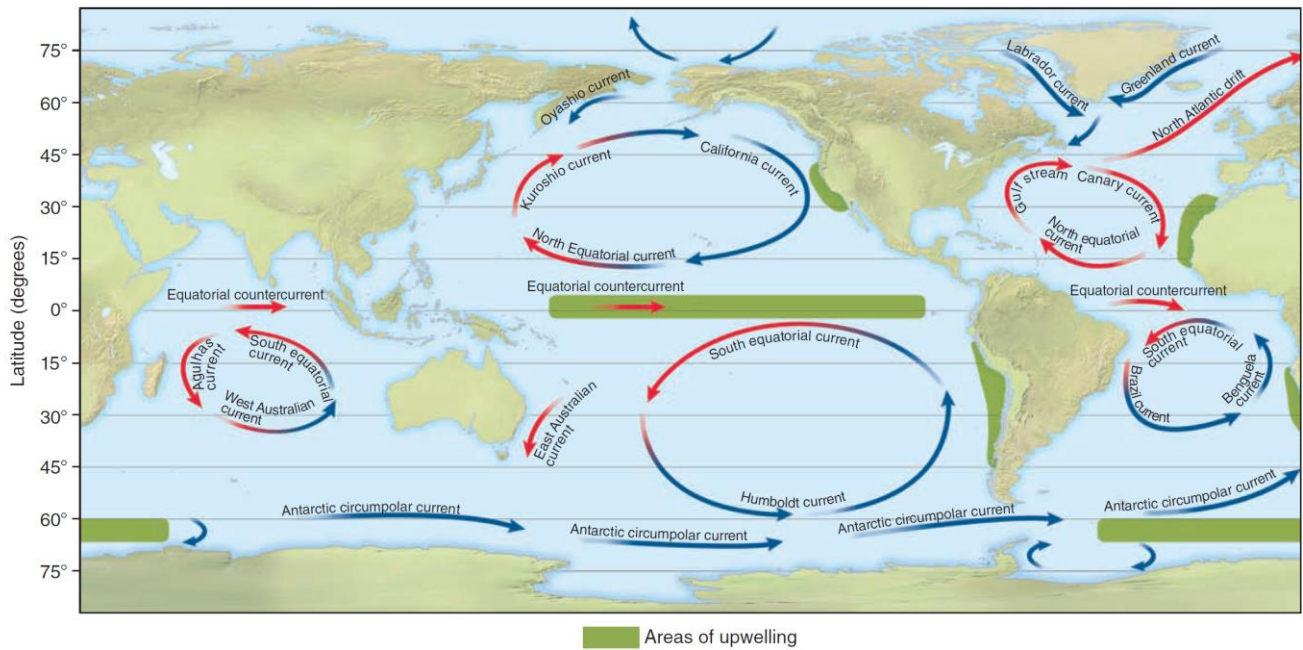 75°
60°
45°
30°
15°
0°
15°
30°
45°
60°
75°
Latitude (degrees)
Oyashio current
Kuroshio current
California current
North Equatorial current
Labrador current
Greenland current
North Atlantic drift
Gulf stream
Canary current
North equatorial
current
Equatorial countercurrent
Equatorial countercurrent
Equatorial countercurrent
Agulhas
current
South equatorial
current
West Australian
current
East Australian
current
South equatorial current
Humboldt current
South equatorial
current
Brazil current
Benguela
current
Antarctic circumpolar current
Antarctic circumpolar current
Antarctic circumpolar current
Antarctic circumpolar current
Areas of upwelling